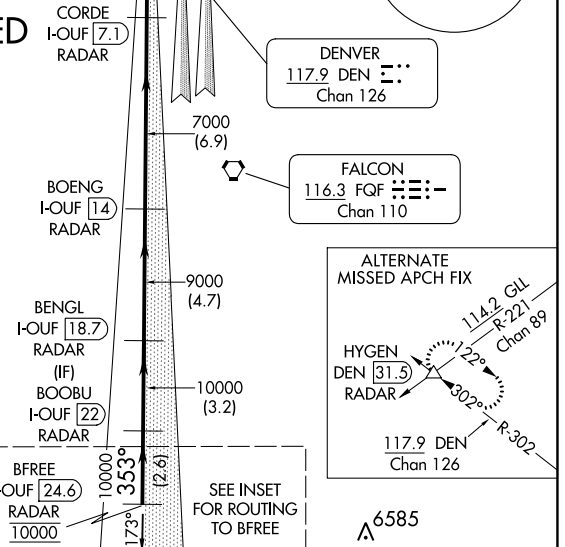 ED
CORDE
I-OUF 7.1
RADAR
DENVER
117.9 DEN
Chan 126
7000
(6.9)
FALCON
116.3 FQF
Chan 110
BOENG
I-OUF 14
RADAR
9000
(4.7)
BENGL
I-OUF 18.7
RADAR
(IF)
BOOBU
I-OUF 22
RADAR
10000
(3.2)
ALTERNATE
MISSED APCH FIX
114.2 GLL
R-221
Chan 89
HYGEN
DEN 31.5
RADAR
122°
302°
R-302
117.9 DEN
Chan 126
BFREE
-OUF 24.6
RADAR
10000
10000
353°
(2.6)
173°
SEE INSET
FOR ROUTING
TO BFREE
6585